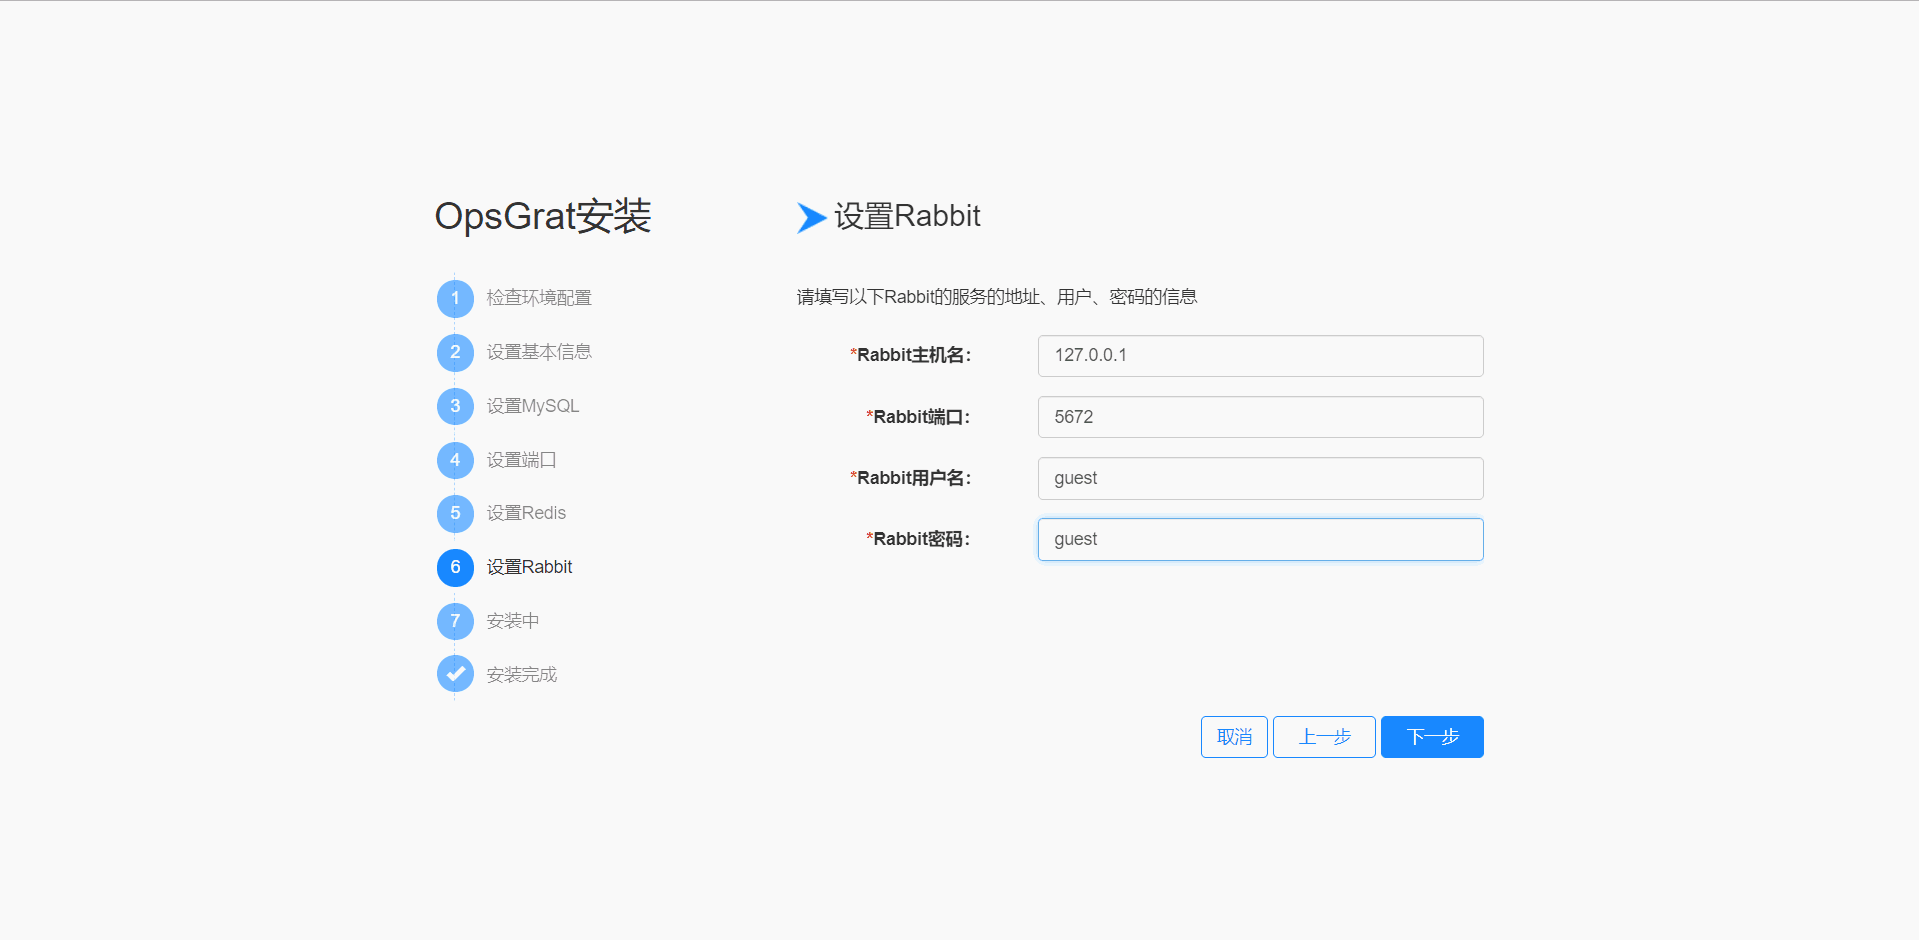 OpsGrat安装
1 检查环境配置
2 设置基本信息
3 设置MySQL
4 设置端口
5 设置Redis
6 设置Rabbit
7 安装中
安装完成
设置Rabbit
请填写以下Rabbit的服务的地址、用户、密码的信息
*Rabbit主机名: 127.0.0.1
*Rabbit端口: 5672
*Rabbit用户名: guest
*Rabbit密码: guest
取消 上一步 下一步